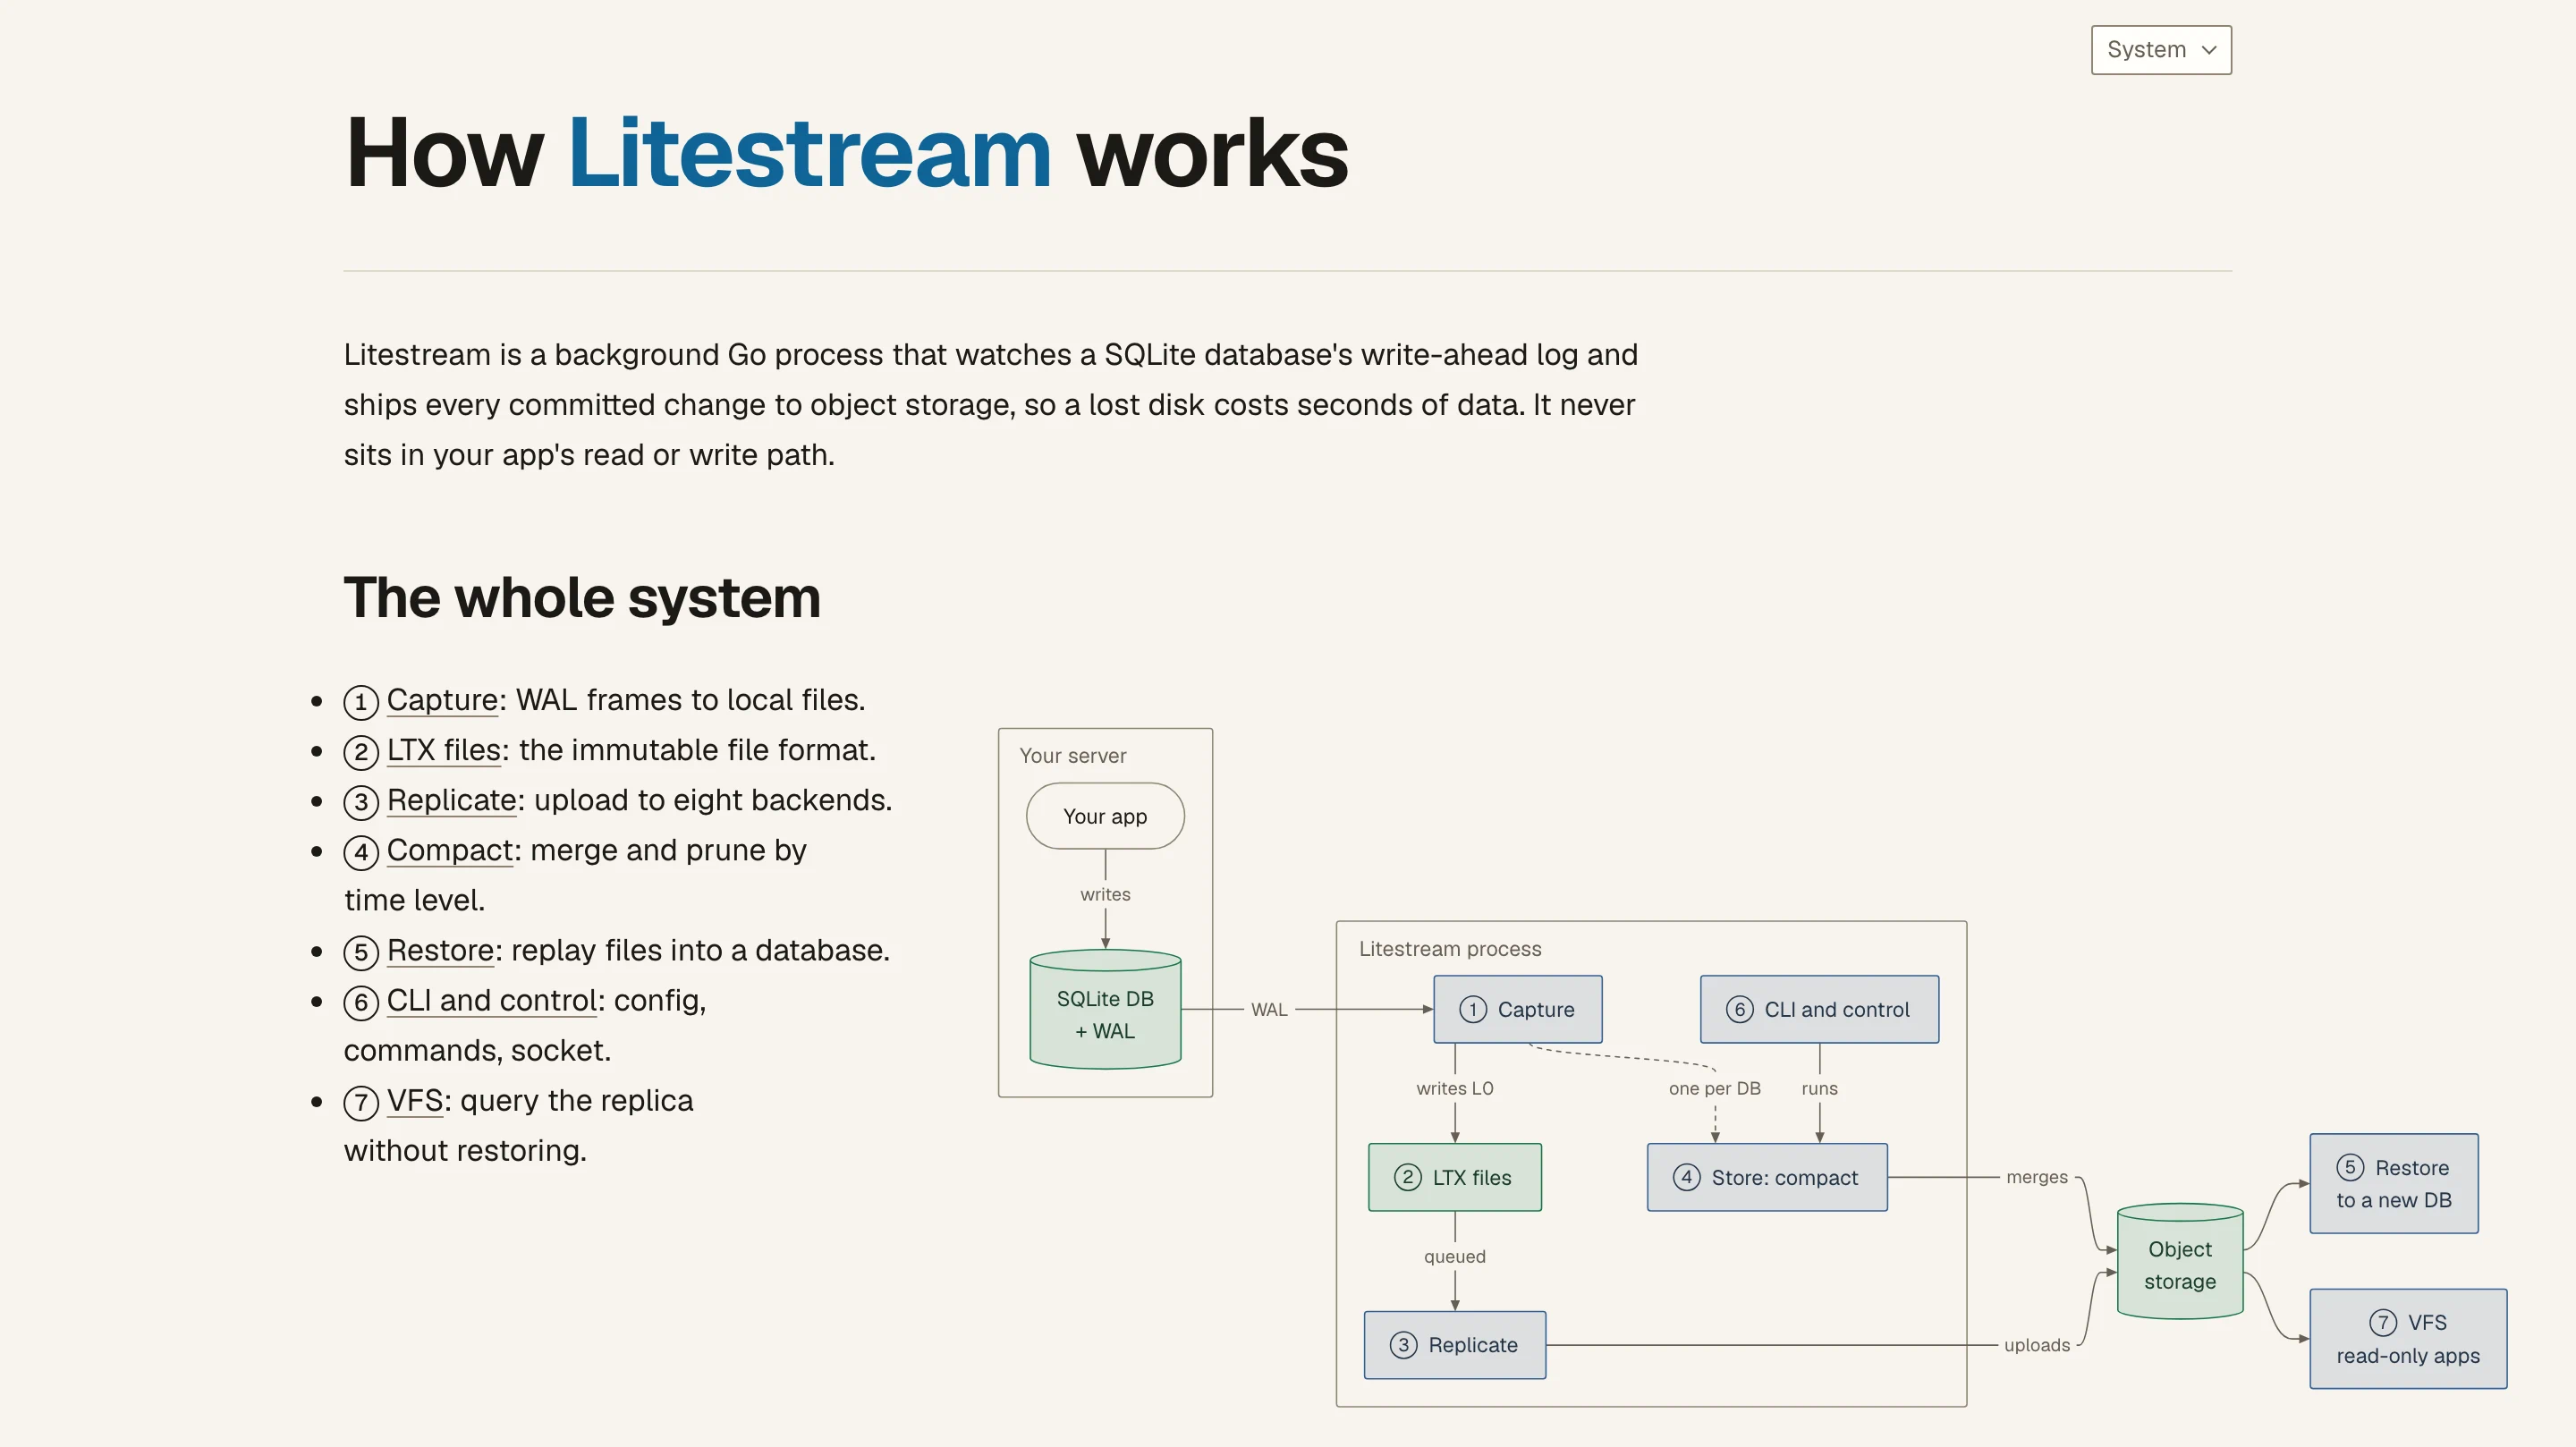 System
How Litestream works
Litestream is a background Go process that watches a SQLite database's write-ahead log and
ships every committed change to object storage, so a lost disk costs seconds of data. It never
sits in your app's read or write path.
The whole system
• ① Capture: WAL frames to local files.
• ② LTX files: the immutable file format.
• ③ Replicate: upload to eight backends.
• ④ Compact: merge and prune by
time level.
• ⑤ Restore: replay files into a database.
• ⑥ CLI and control: config,
commands, socket.
• ⑦ VFS: query the replica
without restoring.
Your server
Your app
writes
SQLite DB
+ WAL
WAL
Litestream process
① Capture
⑥ CLI and control
writes L0
one per DB
runs
② LTX files
④ Store: compact
merges
queued
③ Replicate
uploads
Object
storage
⑤ Restore
to a new DB
⑦ VFS
read-only apps